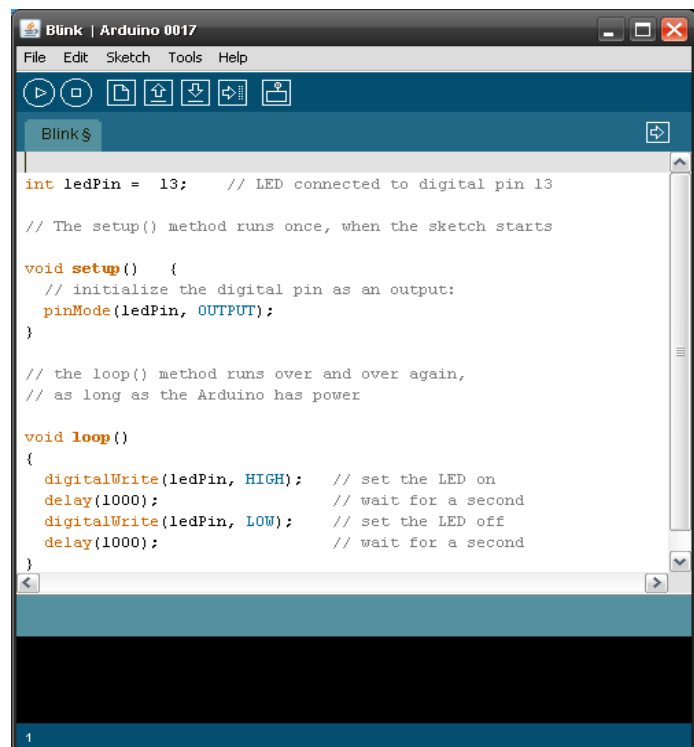 Blink | Arduino 0017
File Edit Sketch Tools Help
Blink §
int ledPin =  13;    // LED connected to digital pin 13
// The setup() method runs once, when the sketch starts
void setup()   {
  // initialize the digital pin as an output:
  pinMode(ledPin, OUTPUT);
}
// the loop() method runs over and over again,
// as long as the Arduino has power
void loop()
{
  digitalWrite(ledPin, HIGH);   // set the LED on
  delay(1000);                  // wait for a second
  digitalWrite(ledPin, LOW);    // set the LED off
  delay(1000);                  // wait for a second
}
1